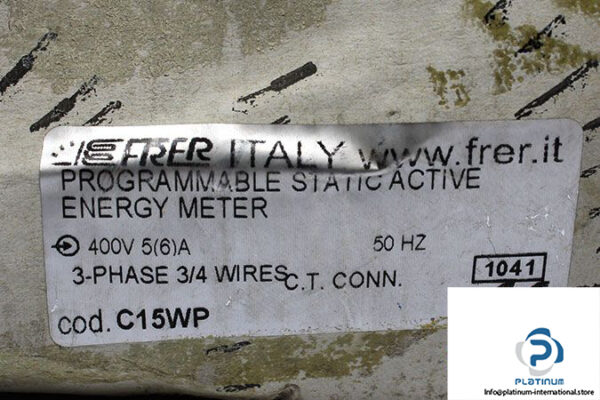 FRER ITALY www.frer.it
PROGRAMMABLE STATIC ACTIVE
ENERGY METER
400V 5(6)A 50 HZ
3-PHASE 3/4 WIRES C.T. CONN.
1041
cod. C15WP
PLATINUM
Info@platinum-international.store